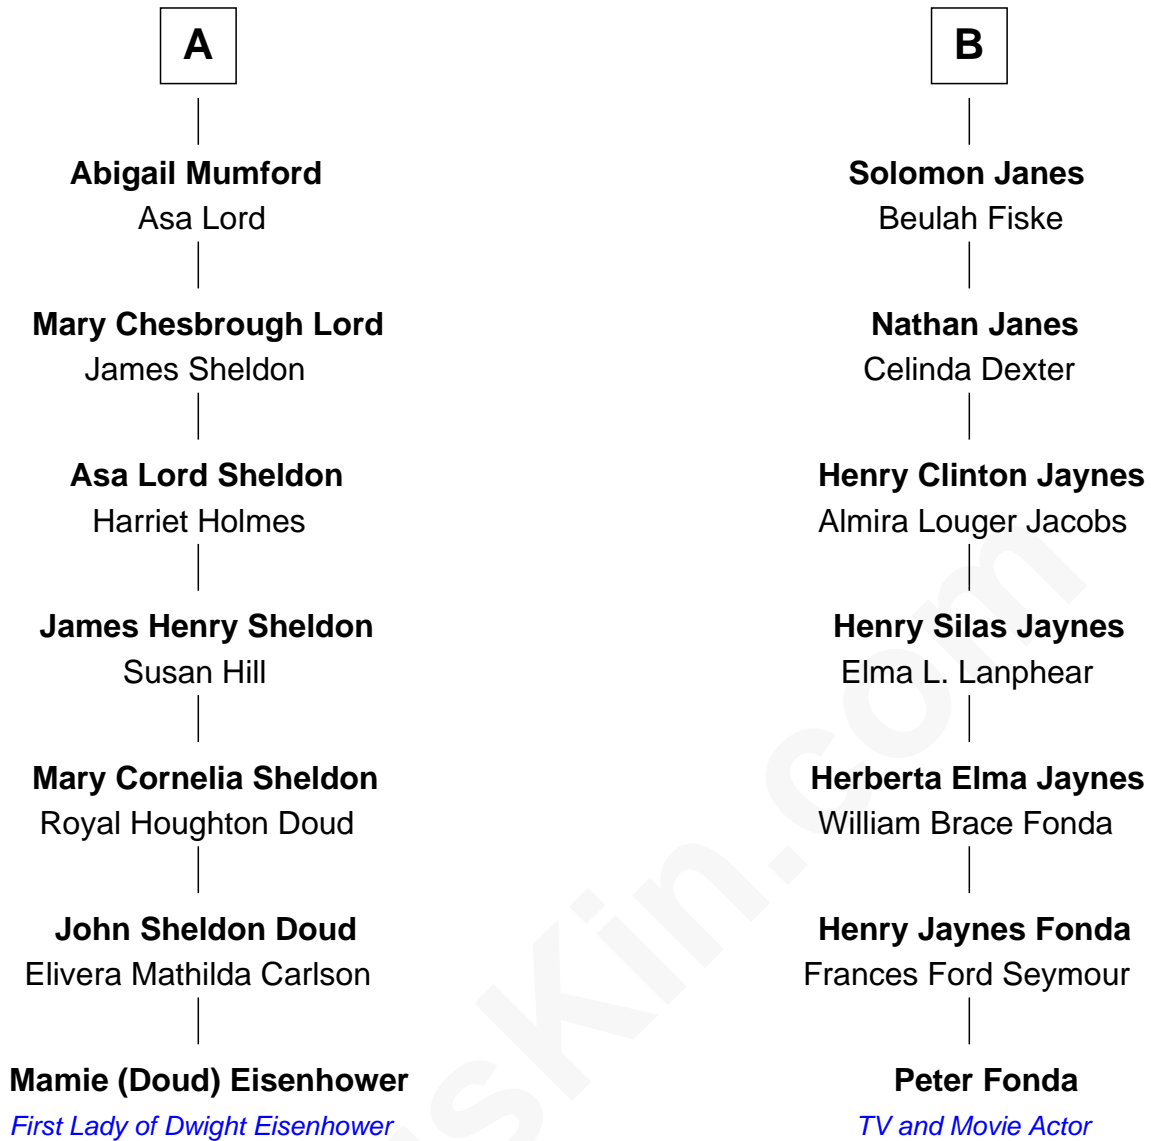 A
Abigail Mumford
Asa Lord
Mary Chesbrough Lord
James Sheldon
Asa Lord Sheldon
Harriet Holmes
James Henry Sheldon
Susan Hill
Mary Cornelia Sheldon
Royal Houghton Doud
John Sheldon Doud
Elivera Mathilda Carlson
Mamie (Doud) Eisenhower
First Lady of Dwight Eisenhower
B
Solomon Janes
Beulah Fiske
Nathan Janes
Celinda Dexter
Henry Clinton Jaynes
Almira Louger Jacobs
Henry Silas Jaynes
Elma L. Lanphear
Herberta Elma Jaynes
William Brace Fonda
Henry Jaynes Fonda
Frances Ford Seymour
Peter Fonda
TV and Movie Actor